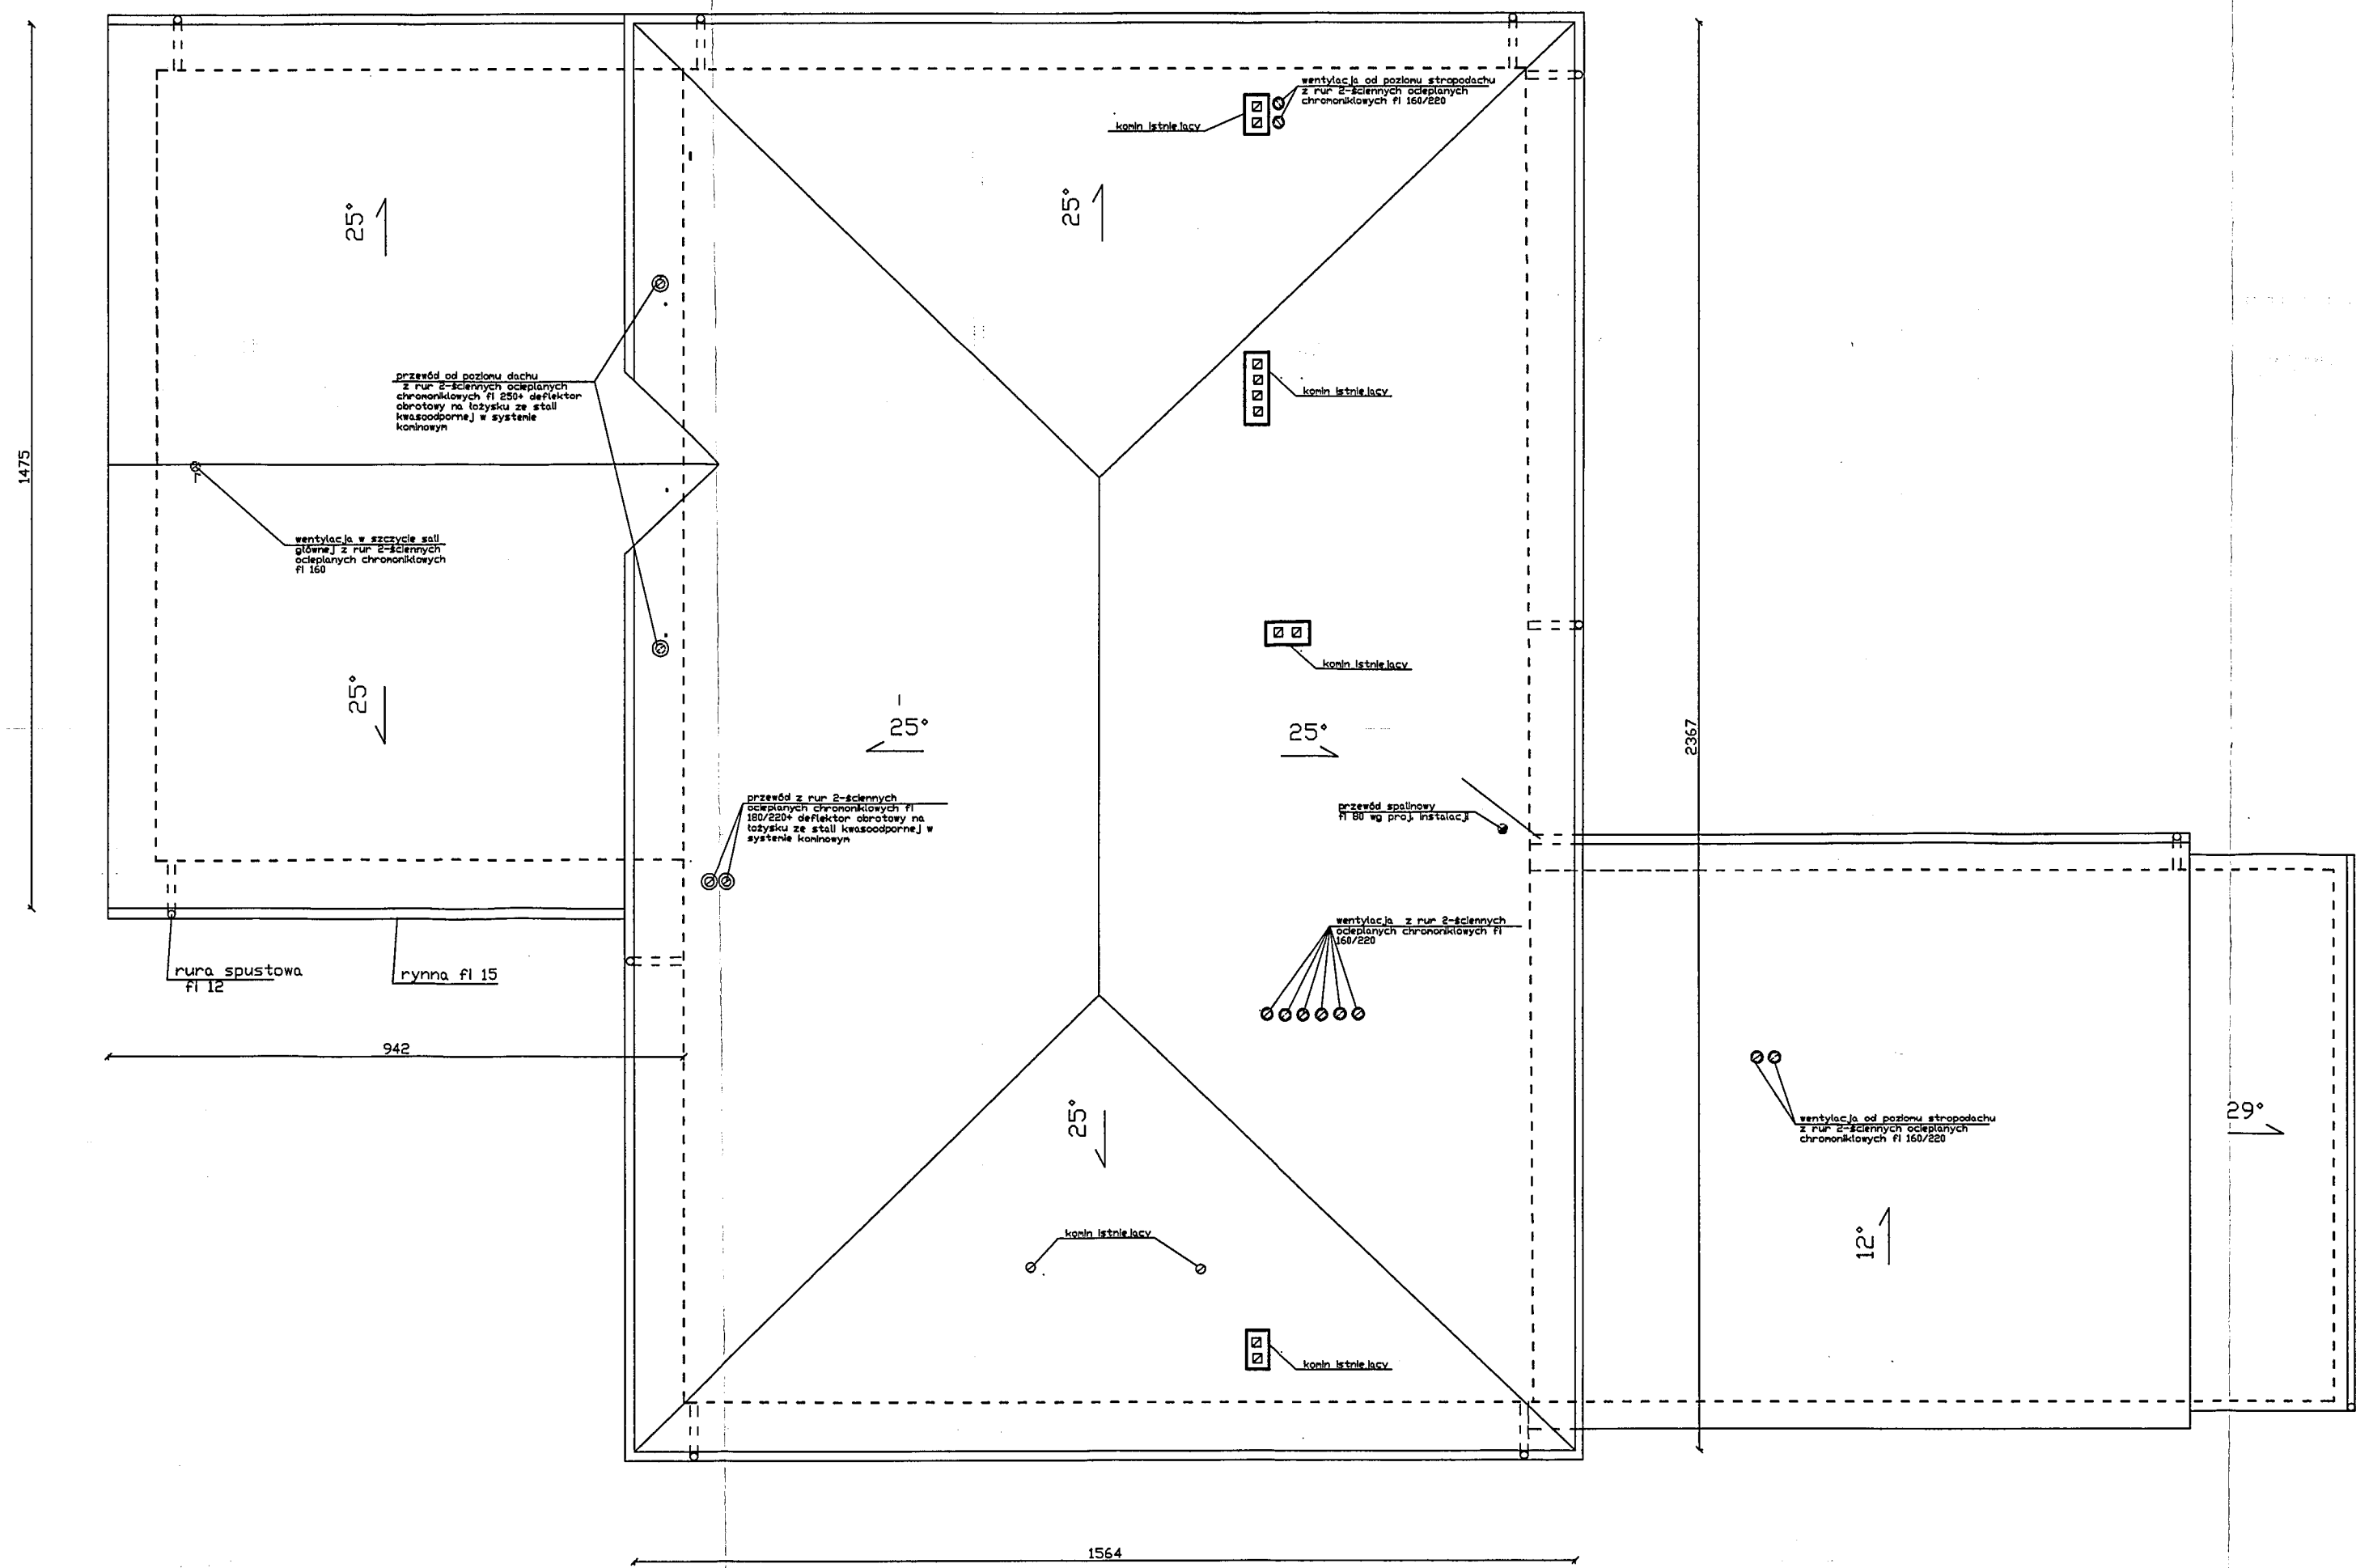 wentylacja od poziomu stropodachu
z rur 2-ściennych ocieplanych
chromoniklowych fi 160/220
komin istniejacy
25°
25°
przewód od poziomu dachu
z rur 2-ściennych ocieplanych
chromoniklowych fi 250+ deflektor
obrotowy na łożysku ze stali
kwasoodpornej w systemie
kominowym
komin istniejacy
1475
wentylacja w szczycie sali
głównej z rur 2-ściennych
ocieplanych chromoniklowych
fi 160
komin istniejacy
25°
25°
25°
2367
przewód z rur 2-ściennych
ocieplanych chromoniklowych fi
180/220+ deflektor obrotowy na
łożysku ze stali kwasoodpornej w
systemie kominowym
przewód spalinowy
fi 80 wg proj. instalacji
wentylacja z rur 2-ściennych
ocieplanych chromoniklowych fi
160/220
rura spustowa
fi 12
rynna fi 15
942
25°
wentylacja od poziomu stropodachu
z rur 2-ściennych ocieplanych
chromoniklowych fi 160/220
29°
12°
komin istniejacy
komin istniejacy
1564